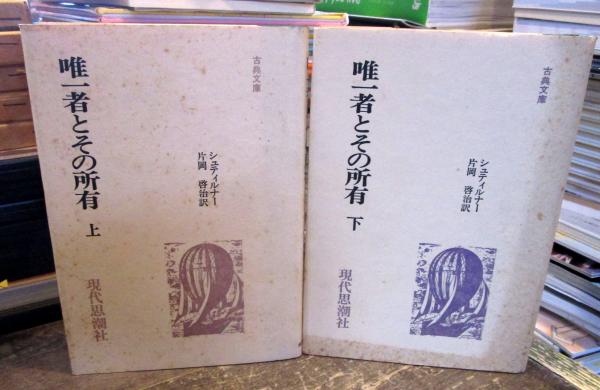 古典文庫
唯一者とその所有 上
シュティルナー
片岡 啓治訳
現代思潮社
古典文庫
唯一者とその所有 下
シュティルナー
片岡 啓治訳
現代思潮社